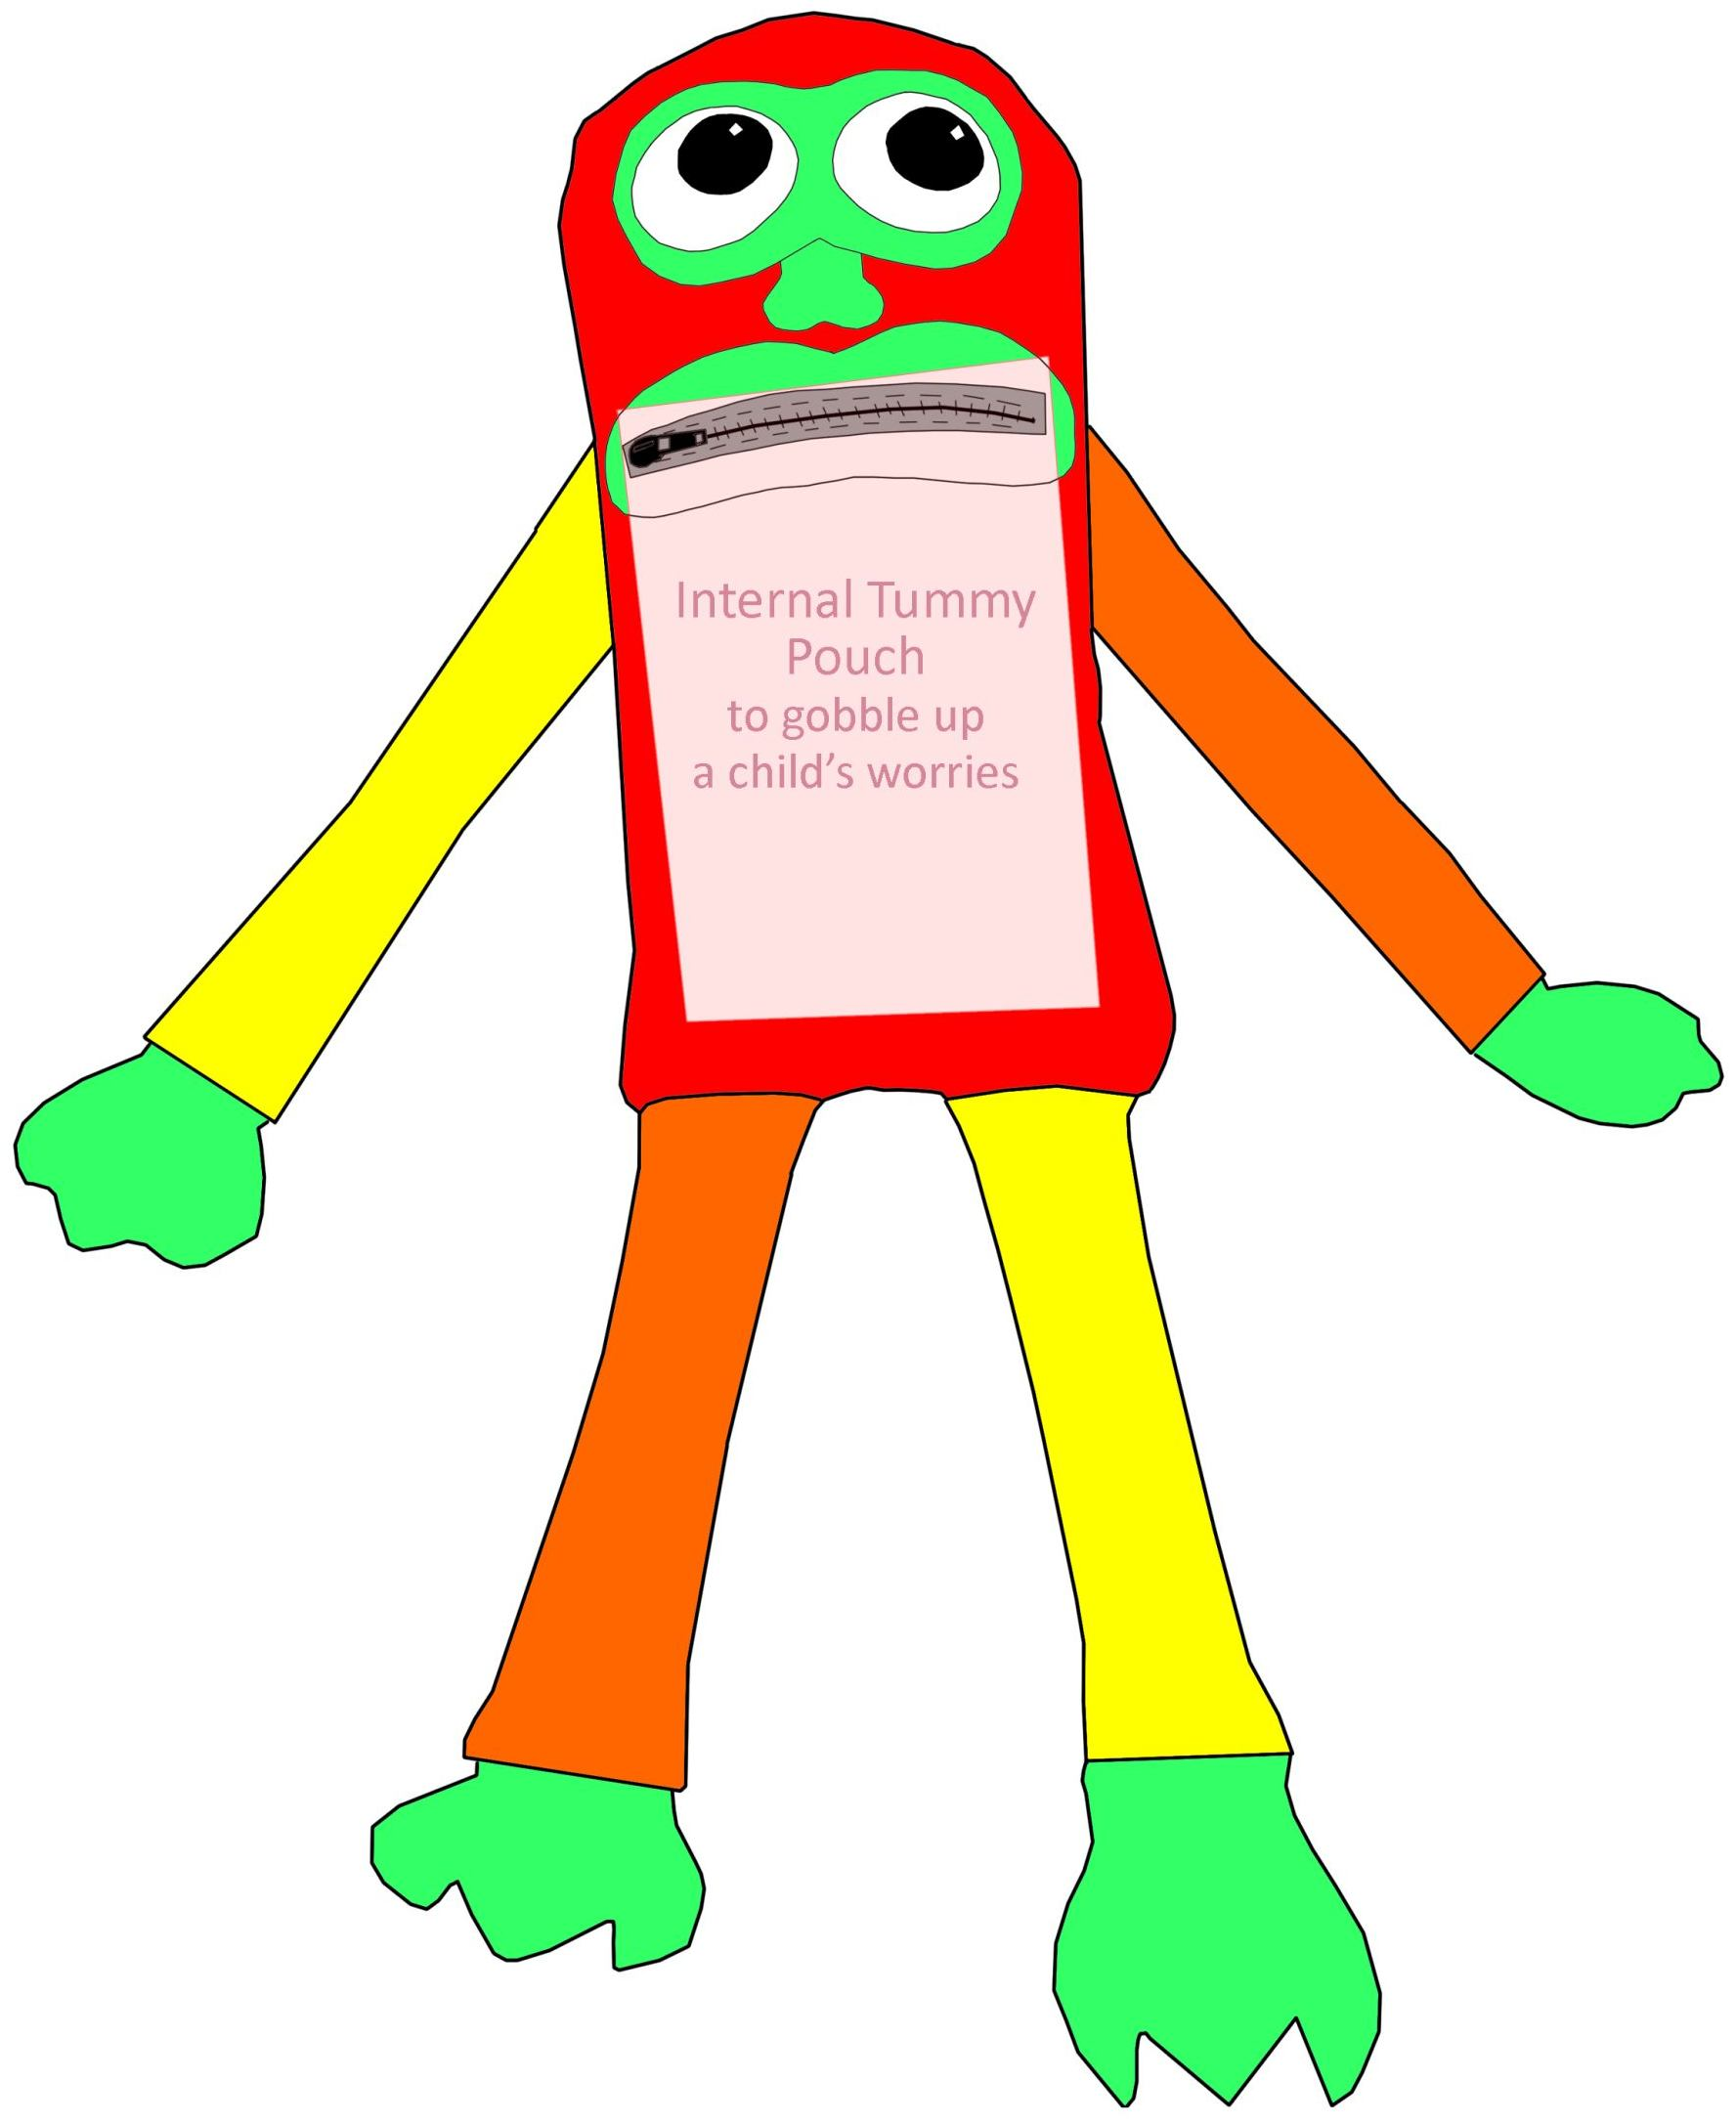 Internal Tummy
Pouch
to gobble up
a child’s worries